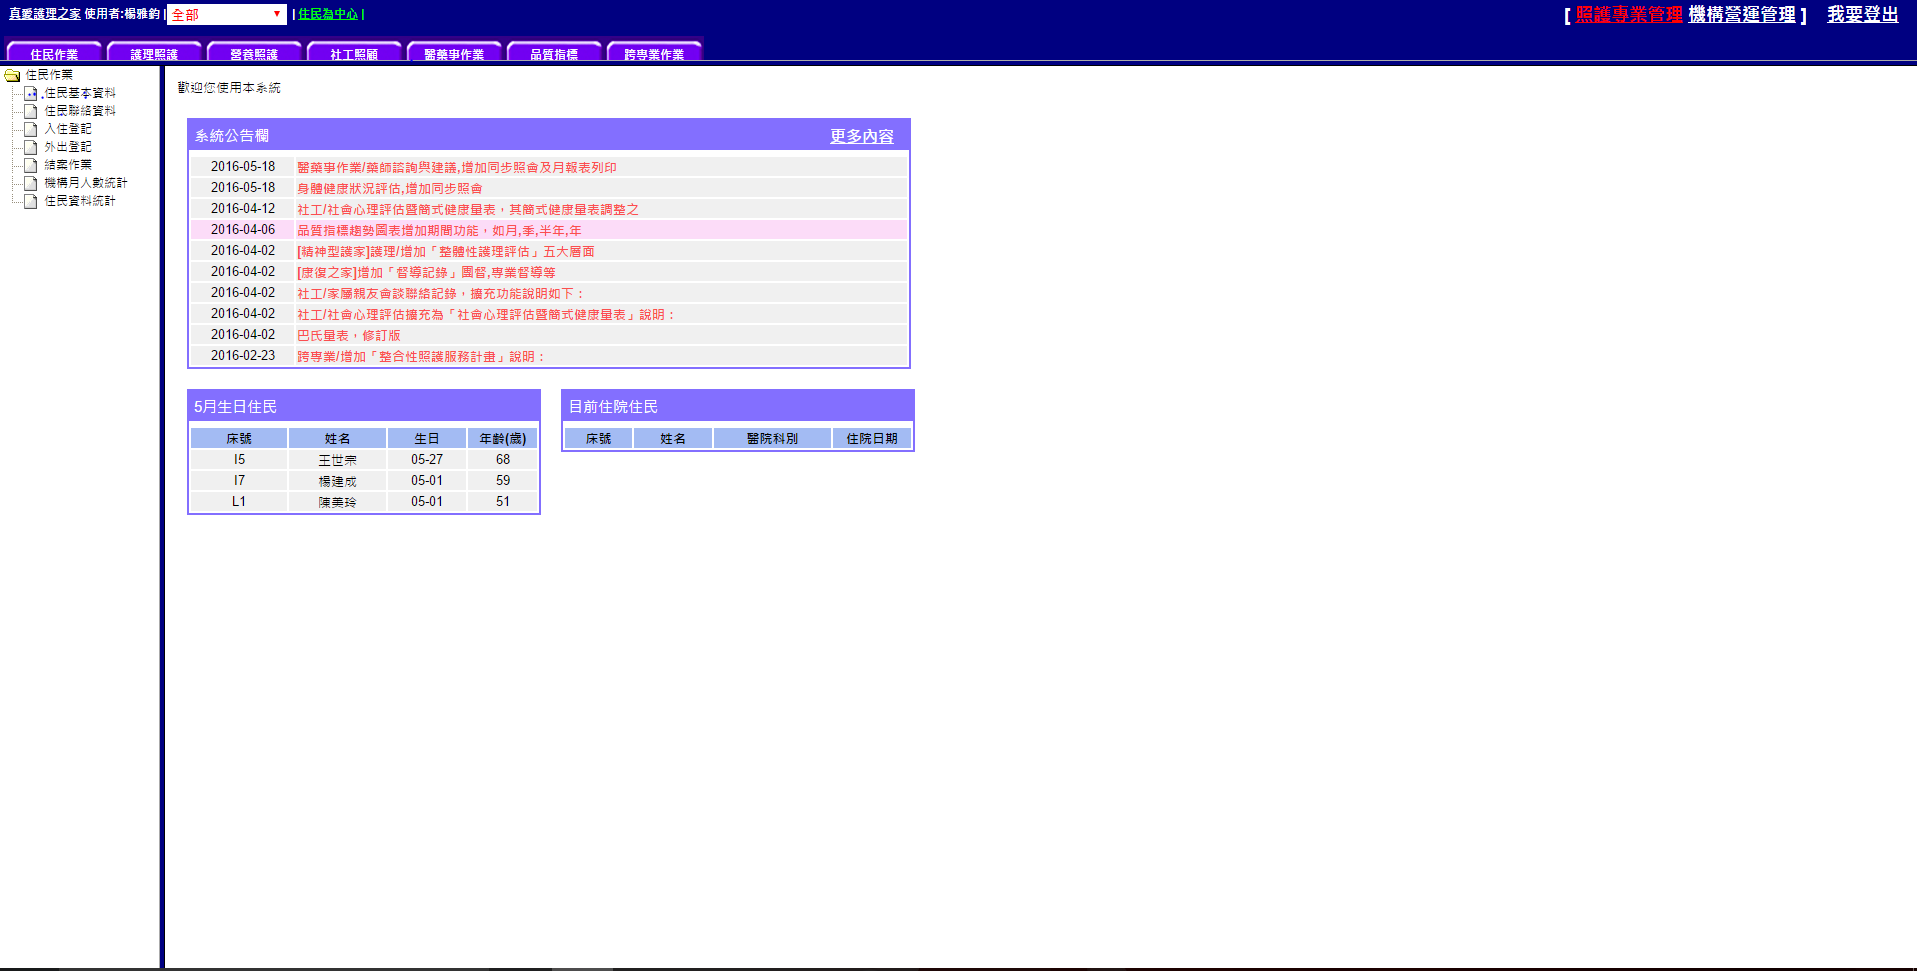 真愛護理之家 使用者:楊雅鈞 | 全部 | 住民為中心 |
[ 照護專業管理 機構營運管理 ] 我要登出
住民作業 護理照護 營養照護 社工照顧 醫藥事作業 品質指標 跨專業作業
住民作業
住民基本資料
住民聯絡資料
入住登記
外出登記
結案作業
機構月人數統計
住民資料統計
歡迎您使用本系統
系統公告欄 更多內容
2016-05-18 醫藥事作業/藥師諮詢與建議,增加同步照會及月報表列印
2016-05-18 身體健康狀況評估,增加同步照會
2016-04-12 社工/社會心理評估暨簡式健康量表，其簡式健康量表調整之
2016-04-06 品質指標趨勢圖表增加期間功能，如月,季,半年,年
2016-04-02 [精神型護家]護理/增加「整體性護理評估」五大層面
2016-04-02 [康復之家]增加「督導記錄」團督,專業督導等
2016-04-02 社工/家屬親友會談聯絡記錄，擴充功能說明如下：
2016-04-02 社工/社會心理評估擴充為「社會心理評估暨簡式健康量表」說明：
2016-04-02 巴氏量表，修訂版
2016-02-23 跨專業/增加「整合性照護服務計畫」說明：
5月生日住民
床號 姓名 生日 年齡(歲)
I5 王世宗 05-27 68
I7 楊建成 05-01 59
L1 陳美玲 05-01 51
目前住院住民
床號 姓名 醫院科別 住院日期